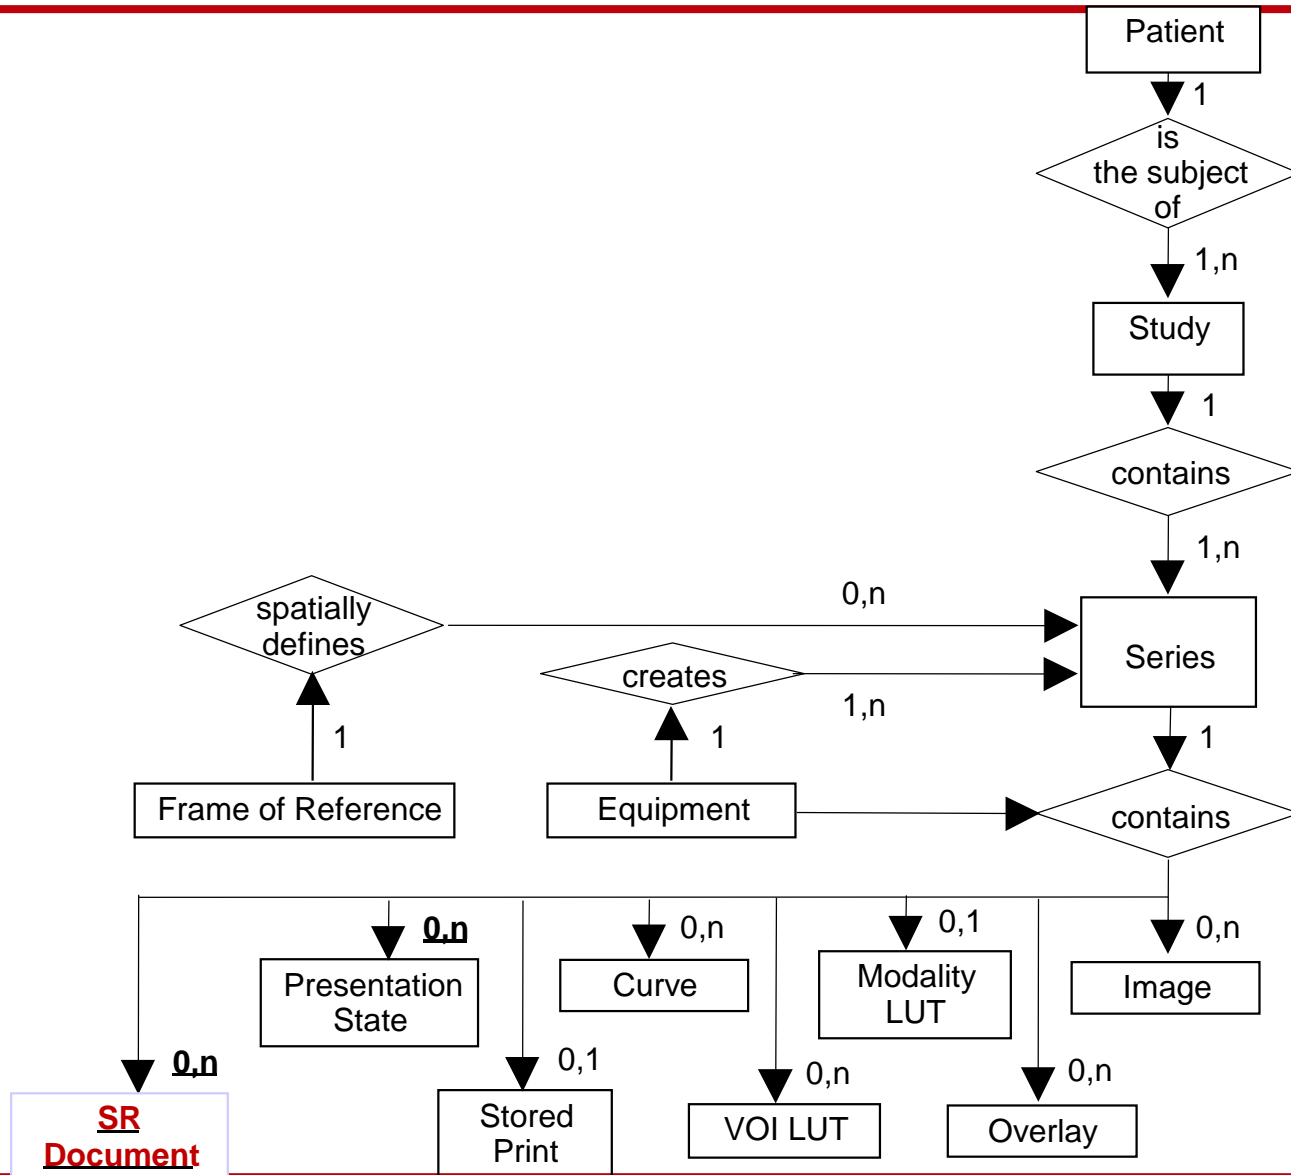 Patient
1
is
the subject
of
1,n
Study
1
contains
1,n
spatially
defines
0,n
Series
creates
1,n
1
1
1
Frame of Reference
Equipment
contains
0,n
0,n
0,1
0,n
Presentation
State
Curve
Modality
LUT
Image
0,n
0,1
0,n
0,n
SR
Document
Stored
Print
VOI LUT
Overlay